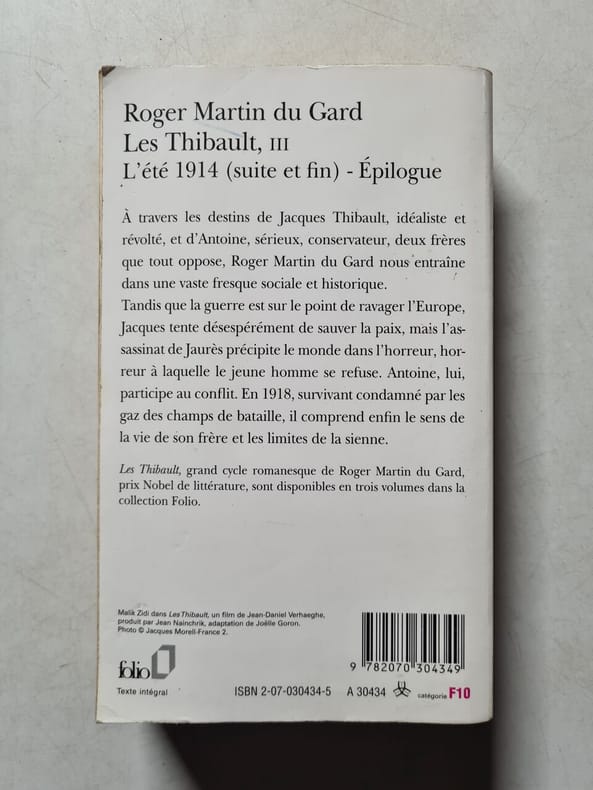 Roger Martin du Gard
Les Thibault, III
L'été 1914 (suite et fin) - Épilogue
À travers les destins de Jacques Thibault, idéaliste et
révolté, et d'Antoine, sérieux, conservateur, deux frères
que tout oppose, Roger Martin du Gard nous entraîne
dans une vaste fresque sociale et historique.
Tandis que la guerre est sur le point de ravager l'Europe,
Jacques tente désespérément de sauver la paix, mais l'as-
sassinat de Jaurès précipite le monde dans l'horreur, hor-
reur à laquelle le jeune homme se refuse. Antoine, lui,
participe au conflit. En 1918, survivant condamné par les
gaz des champs de bataille, il comprend enfin le sens de
la vie de son frère et les limites de la sienne.
Les Thibault, grand cycle romanesque de Roger Martin du Gard,
prix Nobel de littérature, sont disponibles en trois volumes dans la
collection Folio.
Malik Zidi dans Les Thibault, un film de Jean-Daniel Verhaeghe,
produit par Jean Nainchrik, adaptation de Joëlle Goron.
Photo © Jacques Morell-France 2.
9 782070 304349
folio
Texte intégral
ISBN 2-07-030434-5 A 30434 catégorie F10